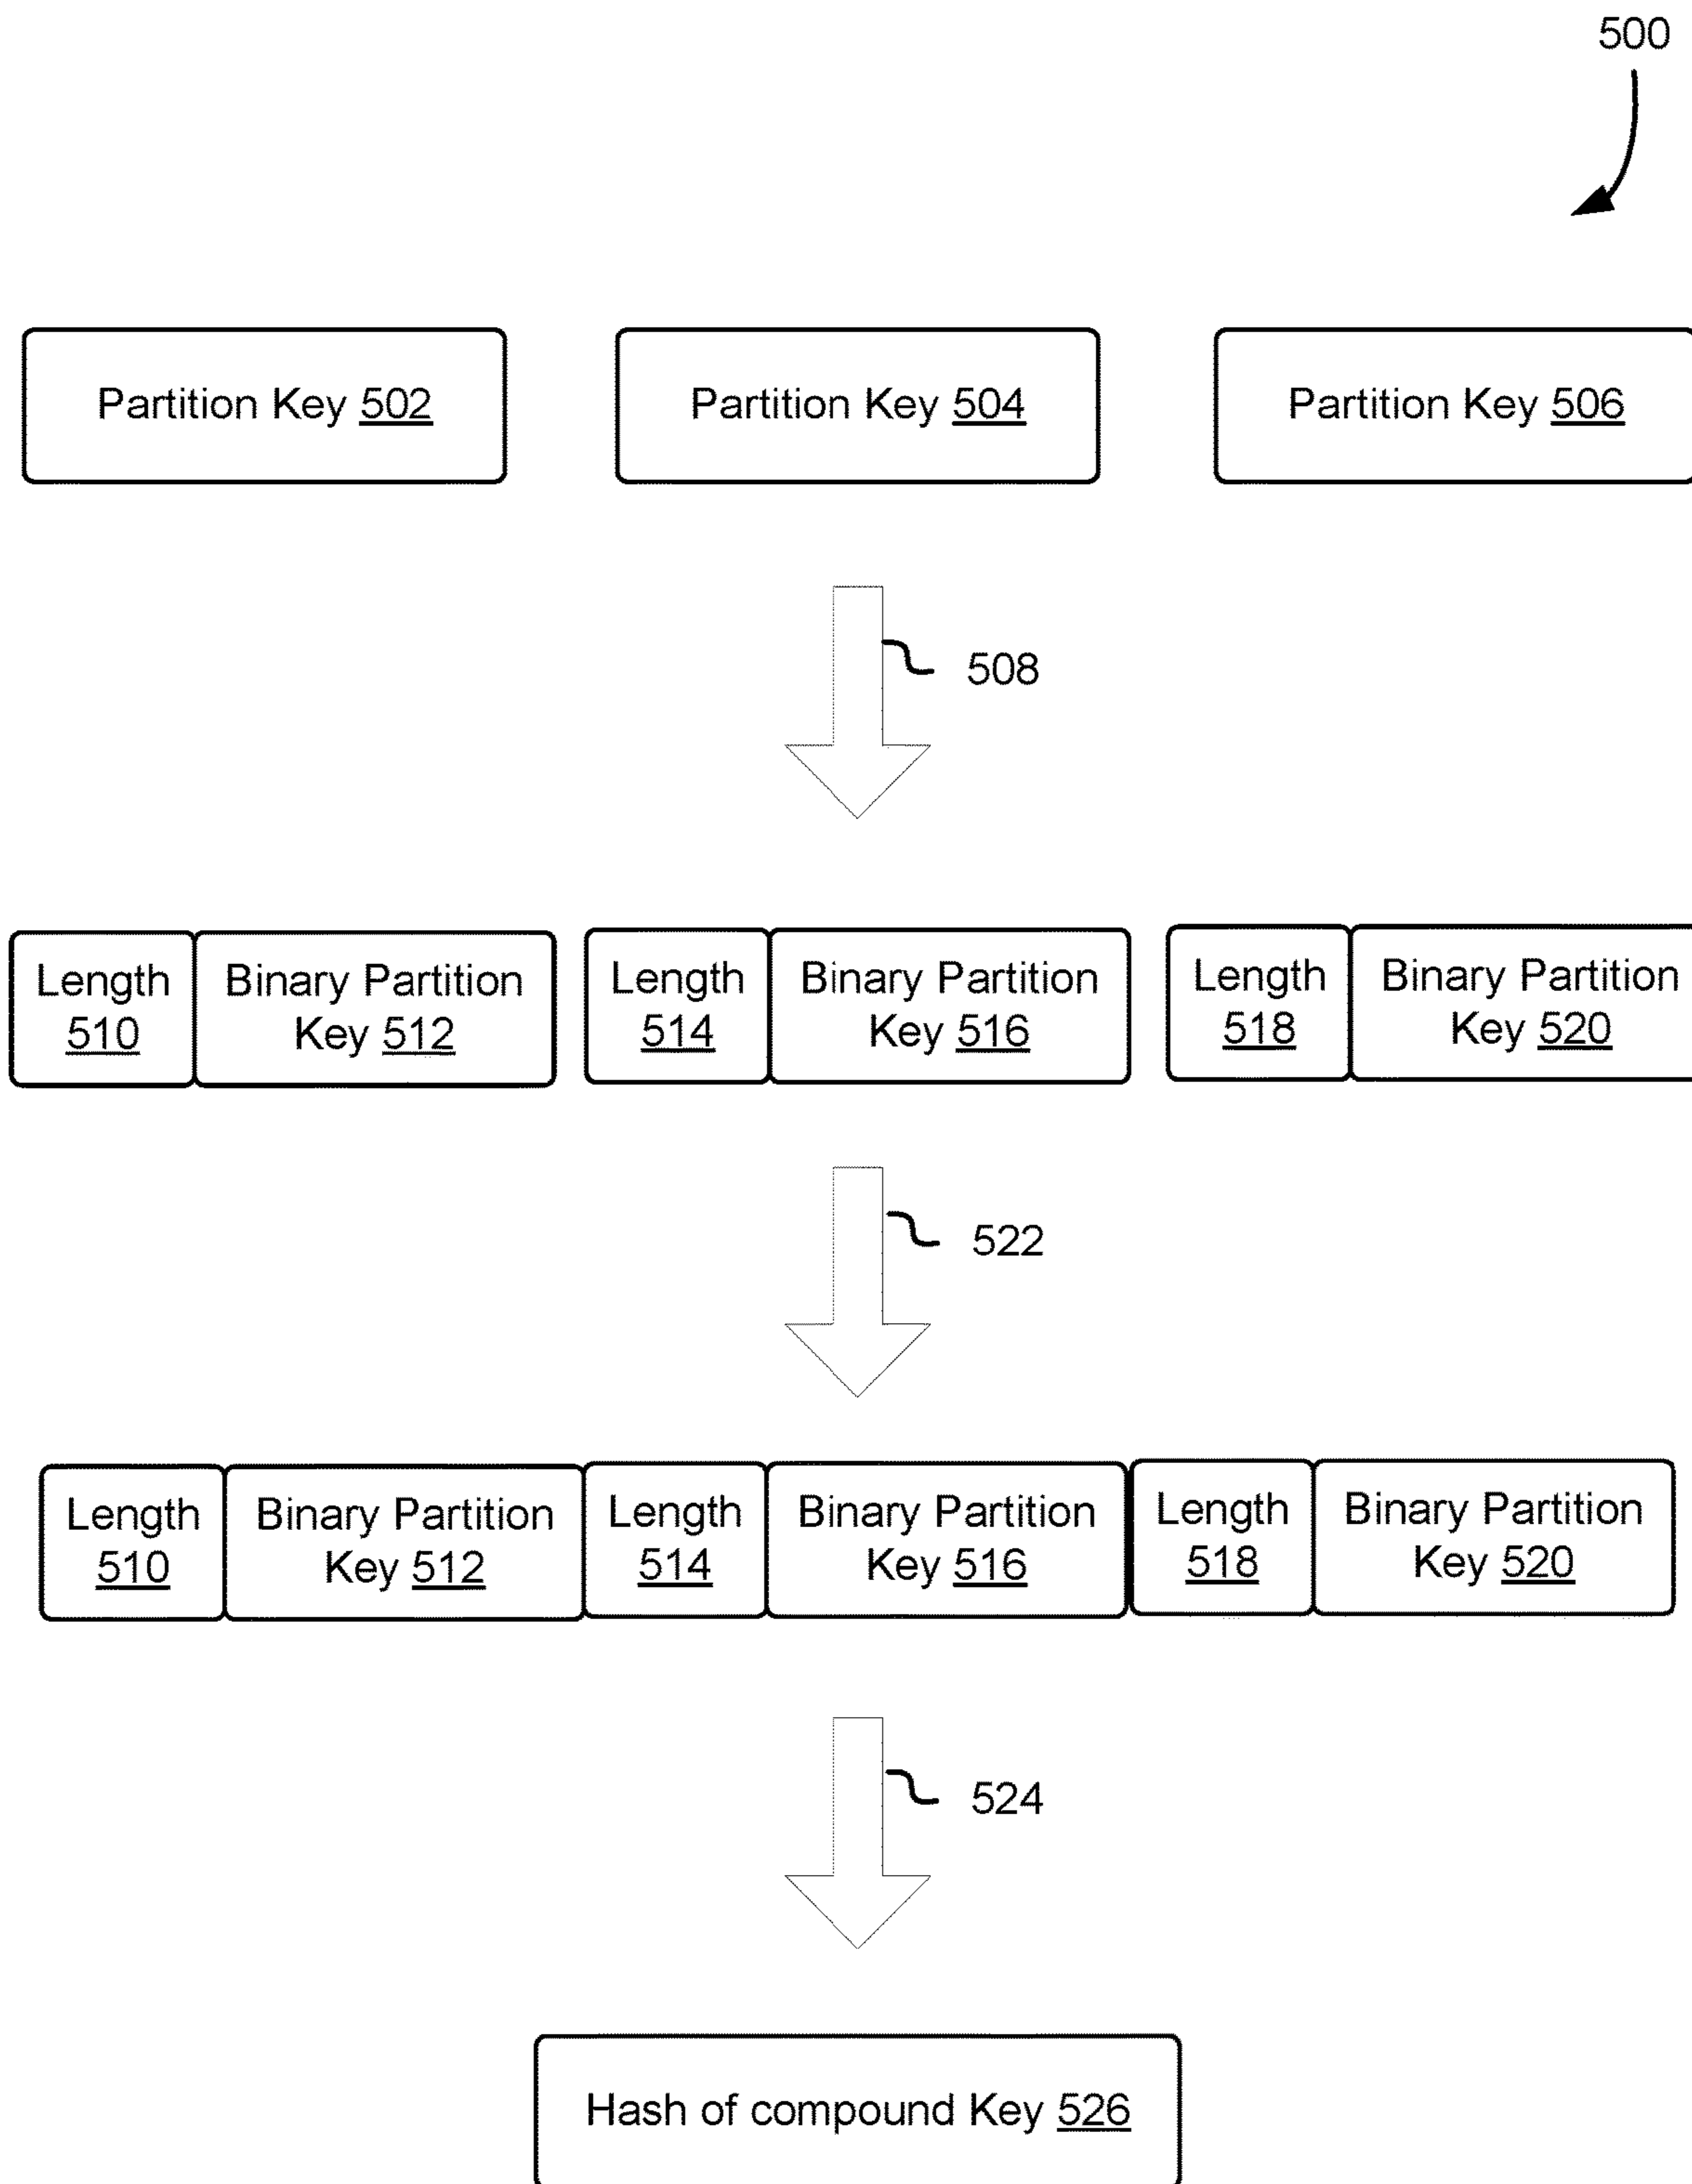 500
Partition Key 502
Partition Key 504
Partition Key 506
508
Length
510
Binary Partition
Key 512
Length
514
Binary Partition
Key 516
Length
518
Binary Partition
Key 520
522
Length
510
Binary Partition
Key 512
Length
514
Binary Partition
Key 516
Length
518
Binary Partition
Key 520
524
Hash of compound Key 526